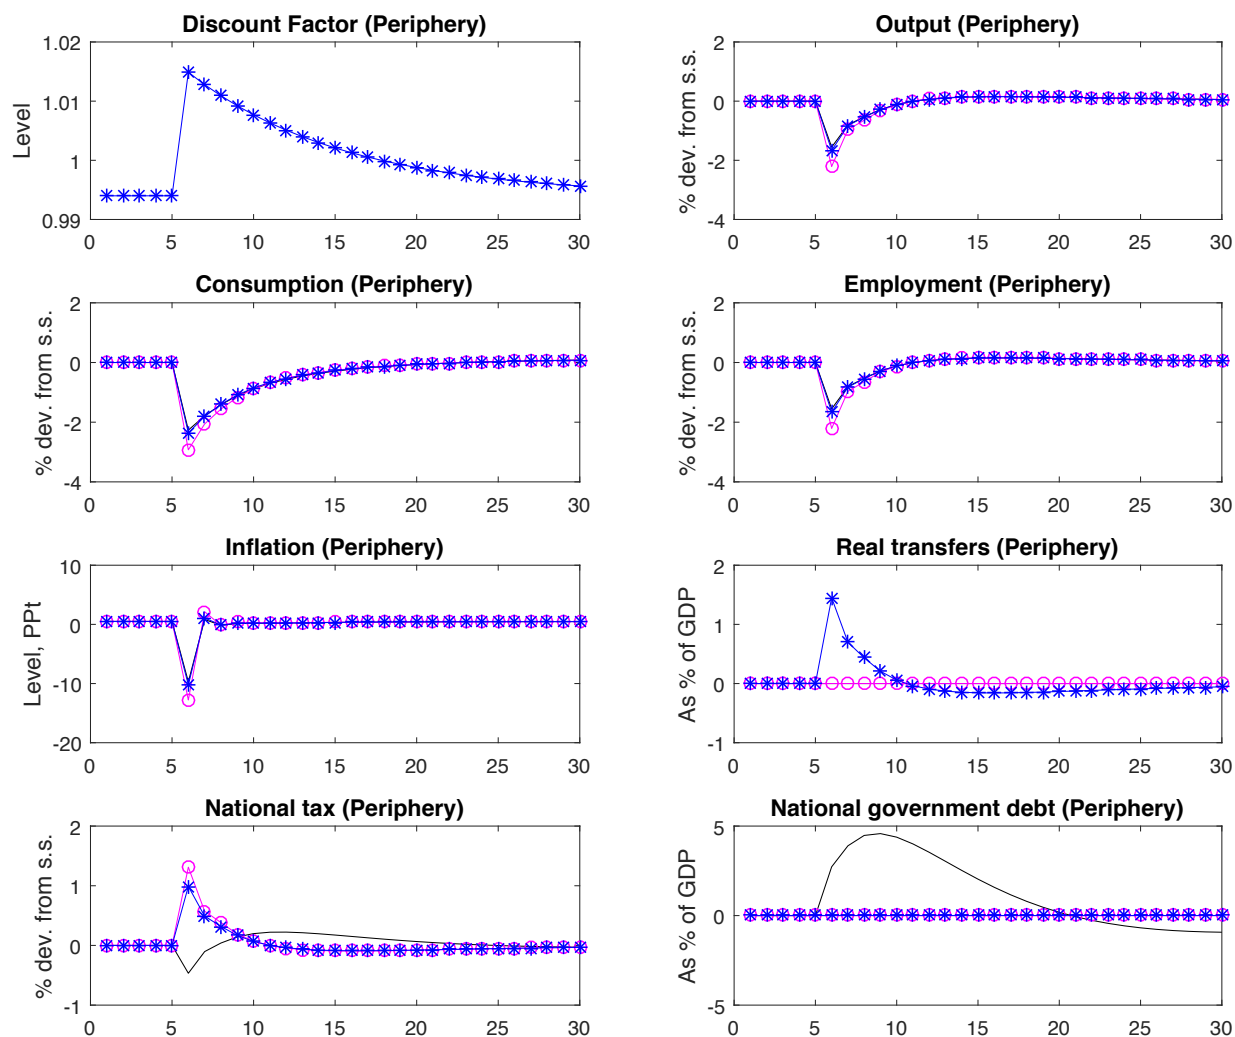 Discount Factor (Periphery)
Level
1.02
1.01
1
0.99
0 5 10 15 20 25 30
Output (Periphery)
% dev. from s.s.
2
0
-2
-4
0 5 10 15 20 25 30
Consumption (Periphery)
% dev. from s.s.
2
0
-2
-4
0 5 10 15 20 25 30
Employment (Periphery)
% dev. from s.s.
2
0
-2
-4
0 5 10 15 20 25 30
Inflation (Periphery)
Level, PPt
10
0
-10
-20
0 5 10 15 20 25 30
Real transfers (Periphery)
As % of GDP
2
1
0
-1
0 5 10 15 20 25 30
National tax (Periphery)
% dev. from s.s.
2
1
0
-1
0 5 10 15 20 25 30
National government debt (Periphery)
As % of GDP
5
0
-5
0 5 10 15 20 25 30